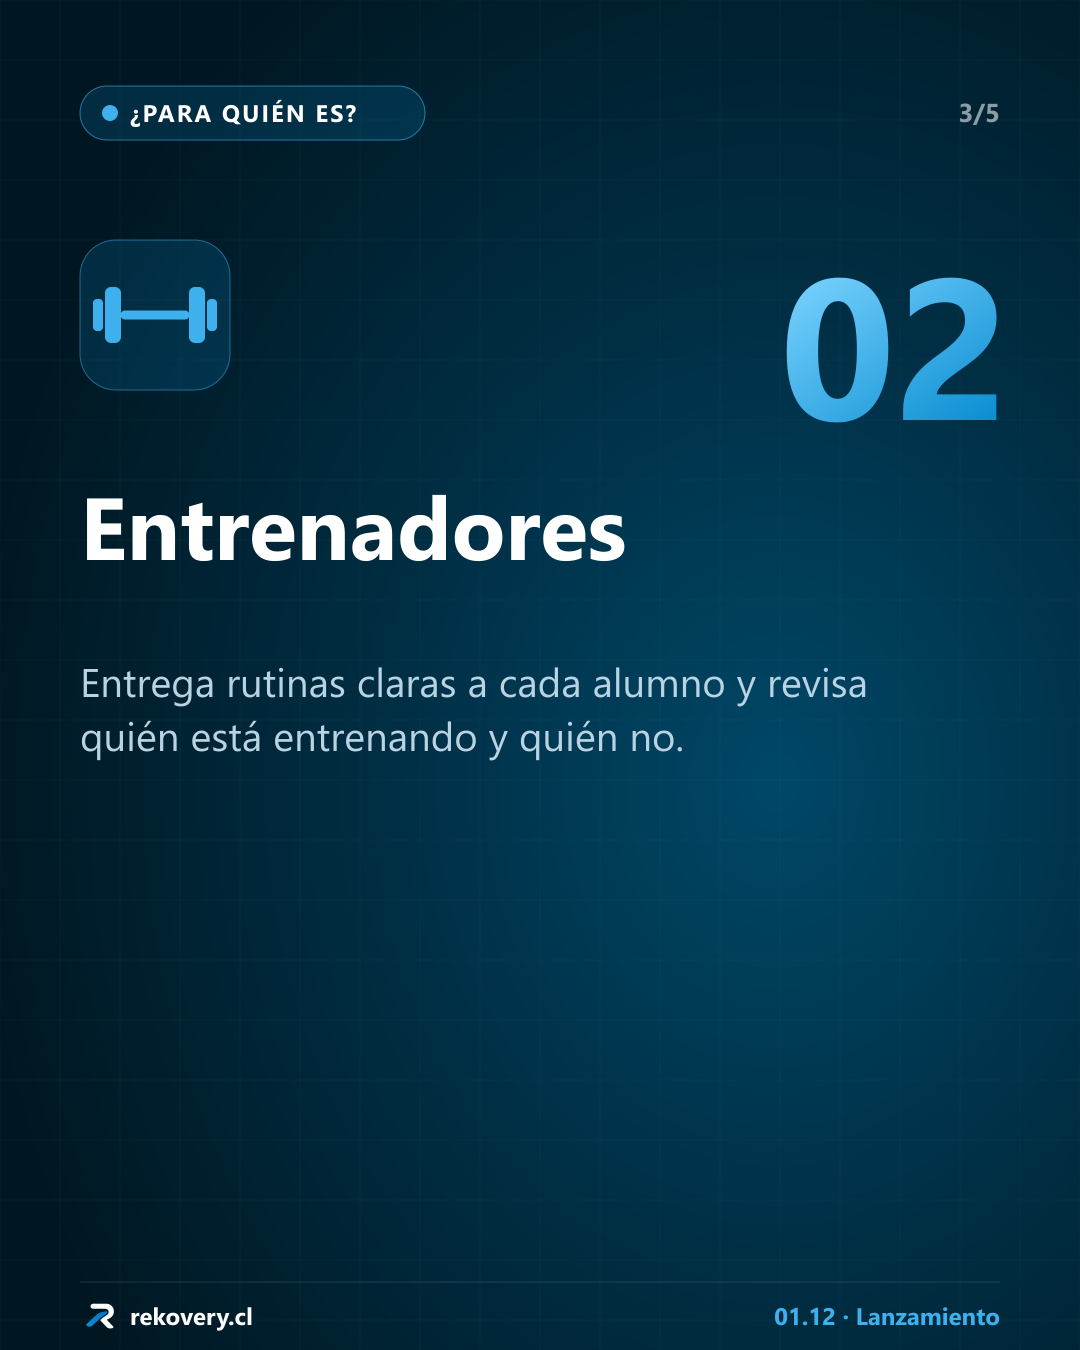 ¿PARA QUIÉN ES?
3/5
02
Entrenadores
Entrega rutinas claras a cada alumno y revisa
quién está entrenando y quién no.
rekovery.cl
01.12 · Lanzamiento